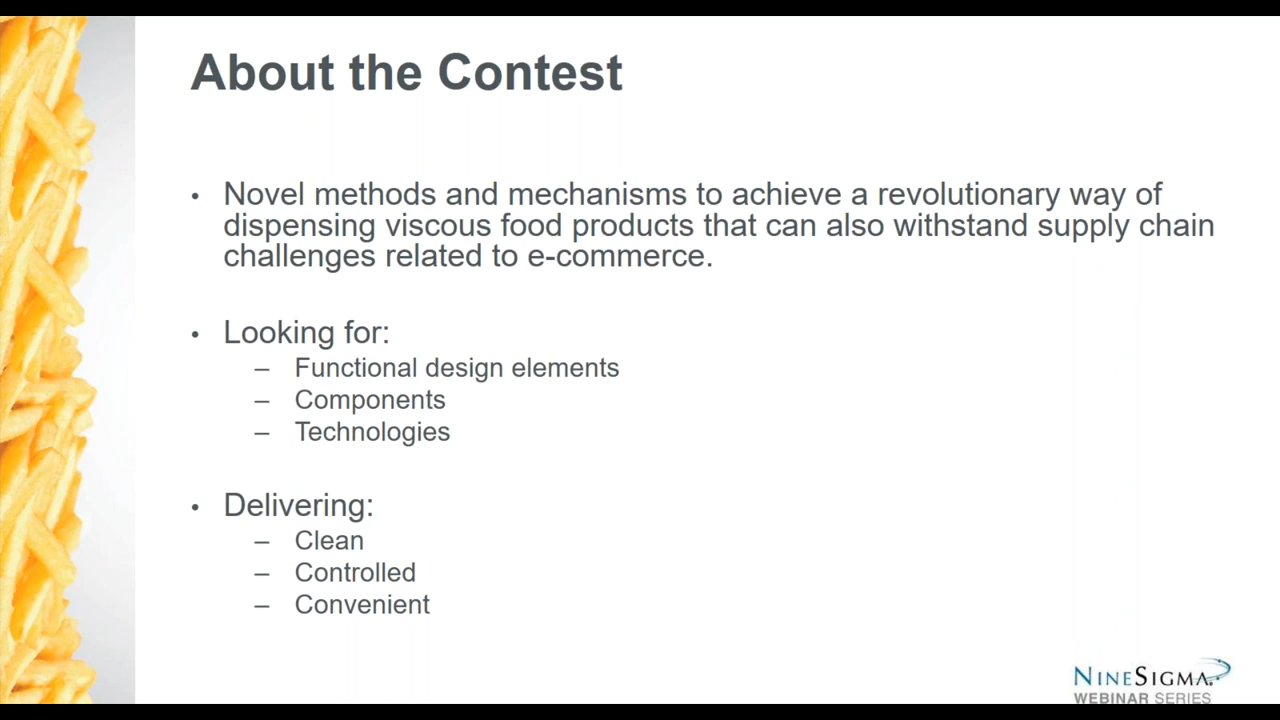 About the Contest
• Novel methods and mechanisms to achieve a revolutionary way of
dispensing viscous food products that can also withstand supply chain
challenges related to e-commerce.
• Looking for:
– Functional design elements
– Components
– Technologies
• Delivering:
– Clean
– Controlled
– Convenient
NINESIGMA
WEBINAR SERIES